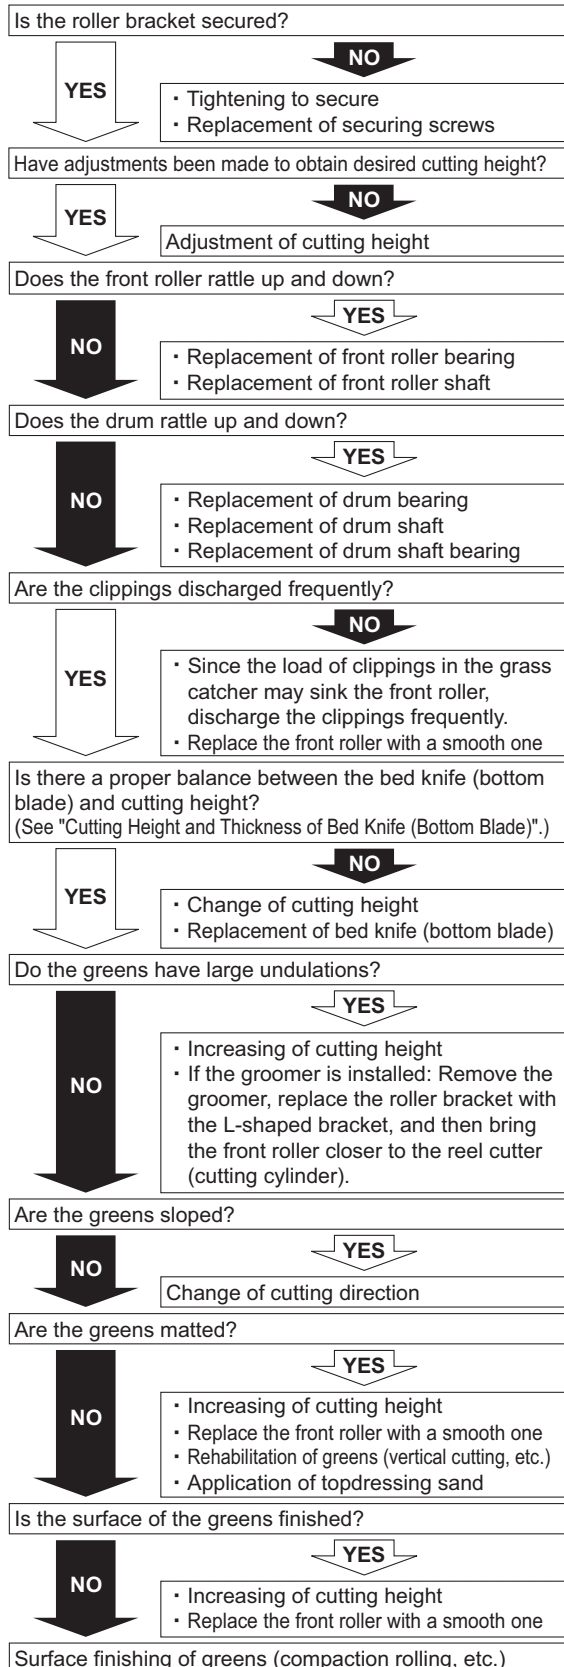 Is the roller bracket secured?
YES
NO
・Tightening to secure
・Replacement of securing screws
Have adjustments been made to obtain desired cutting height?
YES
NO
Adjustment of cutting height
Does the front roller rattle up and down?
NO
YES
・Replacement of front roller bearing
・Replacement of front roller shaft
Does the drum rattle up and down?
NO
YES
・Replacement of drum bearing
・Replacement of drum shaft
・Replacement of drum shaft bearing
Are the clippings discharged frequently?
YES
NO
・Since the load of clippings in the grass
catcher may sink the front roller,
discharge the clippings frequently.
・Replace the front roller with a smooth one
Is there a proper balance between the bed knife (bottom
blade) and cutting height?
(See "Cutting Height and Thickness of Bed Knife (Bottom Blade)".)
YES
NO
・Change of cutting height
・Replacement of bed knife (bottom blade)
Do the greens have large undulations?
NO
YES
・Increasing of cutting height
・If the groomer is installed: Remove the
groomer, replace the roller bracket with
the L-shaped bracket, and then bring
the front roller closer to the reel cutter
(cutting cylinder).
Are the greens sloped?
NO
YES
Change of cutting direction
Are the greens matted?
NO
YES
・Increasing of cutting height
・Replace the front roller with a smooth one
・Rehabilitation of greens (vertical cutting, etc.)
・Application of topdressing sand
Is the surface of the greens finished?
NO
YES
・Increasing of cutting height
・Replace the front roller with a smooth one
Surface finishing of greens (compaction rolling, etc.)